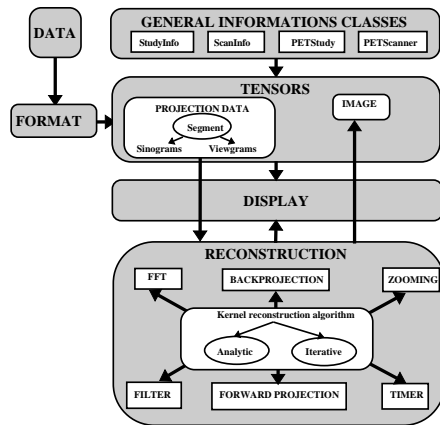 GENERAL INFORMATIONS CLASSES
StudyInfo ScanInfo PETStudy PETScanner
DATA
FORMAT
TENSORS
PROJECTION DATA
Segment
Sinograms Viewgrams
IMAGE
DISPLAY
RECONSTRUCTION
FFT BACKPROJECTION ZOOMING
Kernel reconstruction algorithm
Analytic Iterative
FILTER FORWARD PROJECTION TIMER